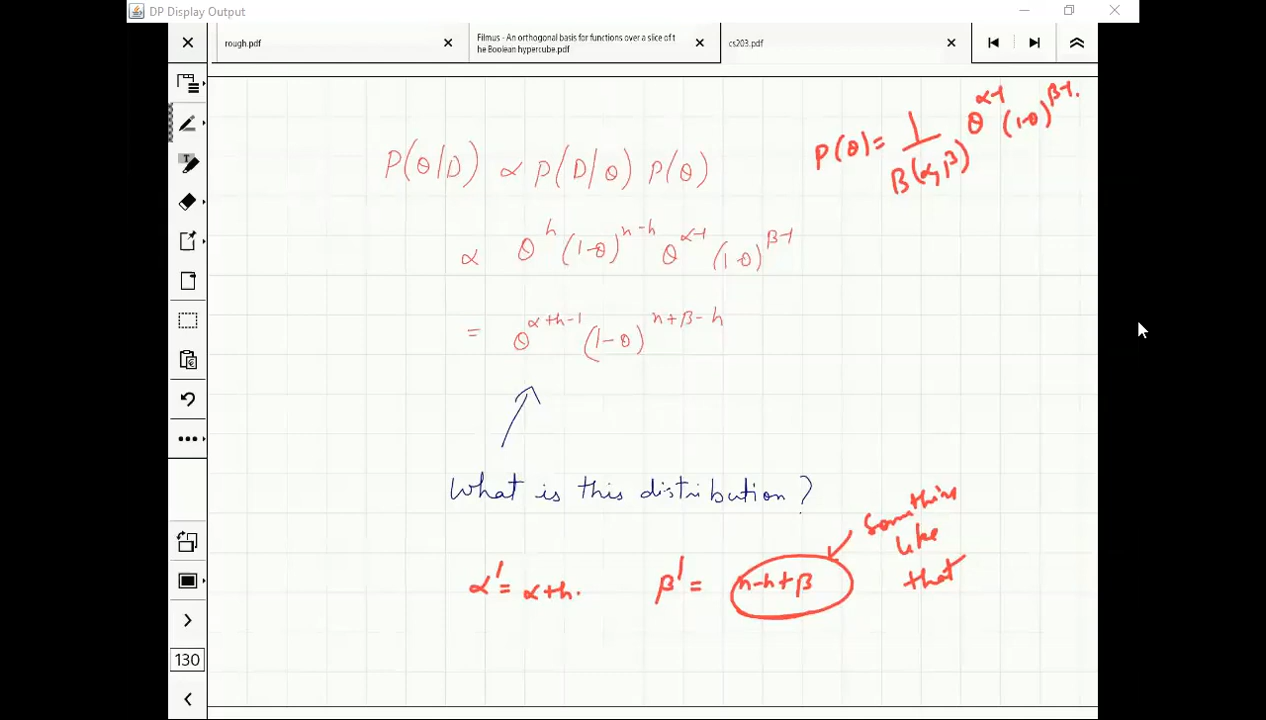 DP Display Output
rough.pdf
Filmus - An orthogonal basis for functions over a slice of t
he Boolean hypercube.pdf
cs203.pdf
P(θ) = 1/B(α,β) θ^{α-1} (1-θ)^{β-1}.
P(θ|D) ∝ P(D|θ) P(θ)
∝ θ^h (1-θ)^{n-h} θ^{α-1} (1-θ)^{β-1}
= θ^{α+h-1} (1-θ)^{n+β-h}
What is this distribution ?
something
like
that
α' = α+h. β' = n-h+β
130